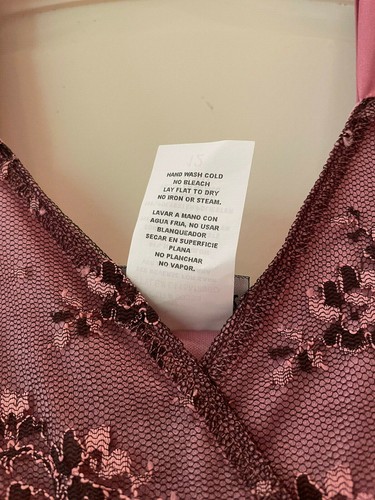 HAND WASH COLD
NO BLEACH
LAY FLAT TO DRY
NO IRON OR STEAM.
LAVAR A MANO CON
AGUA FRIA, NO USAR
BLANQUEADOR
SECAR EN SUPERFICIE
PLANA
NO PLANCHAR
NO VAPOR.